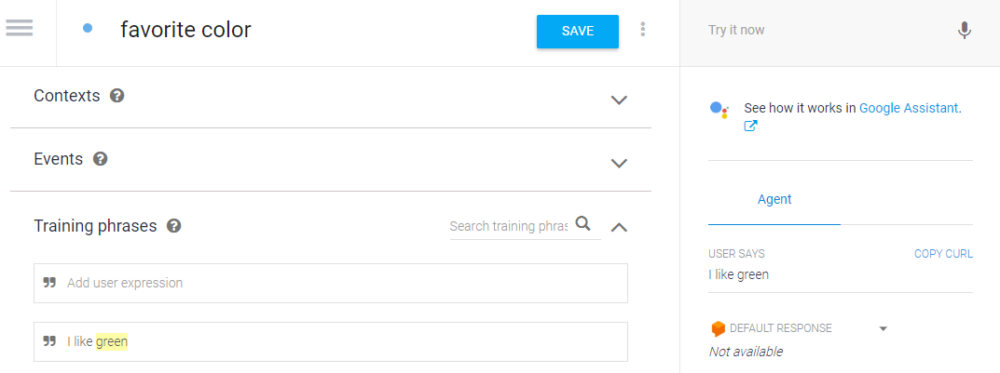 favorite color
SAVE
Try it now
Contexts
Events
Training phrases
Search training phras
Add user expression
I like green
See how it works in Google Assistant.
Agent
USER SAYS
COPY CURL
I like green
DEFAULT RESPONSE
Not available